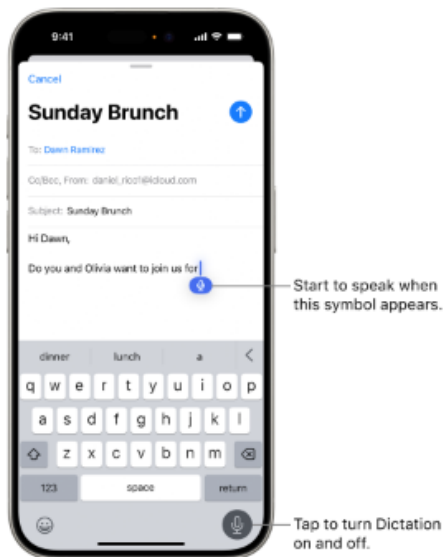 9:41
Cancel
Sunday Brunch
To: Dawn Ramirez
Cc/Bcc, From: daniel_rico1@icloud.com
Subject: Sunday Brunch
Hi Dawn,
Do you and Olivia want to join us for
Start to speak when
this symbol appears.
dinner lunch a
q w e r t y u i o p
a s d f g h j k l
z x c v b n m
123 space return
Tap to turn Dictation
on and off.